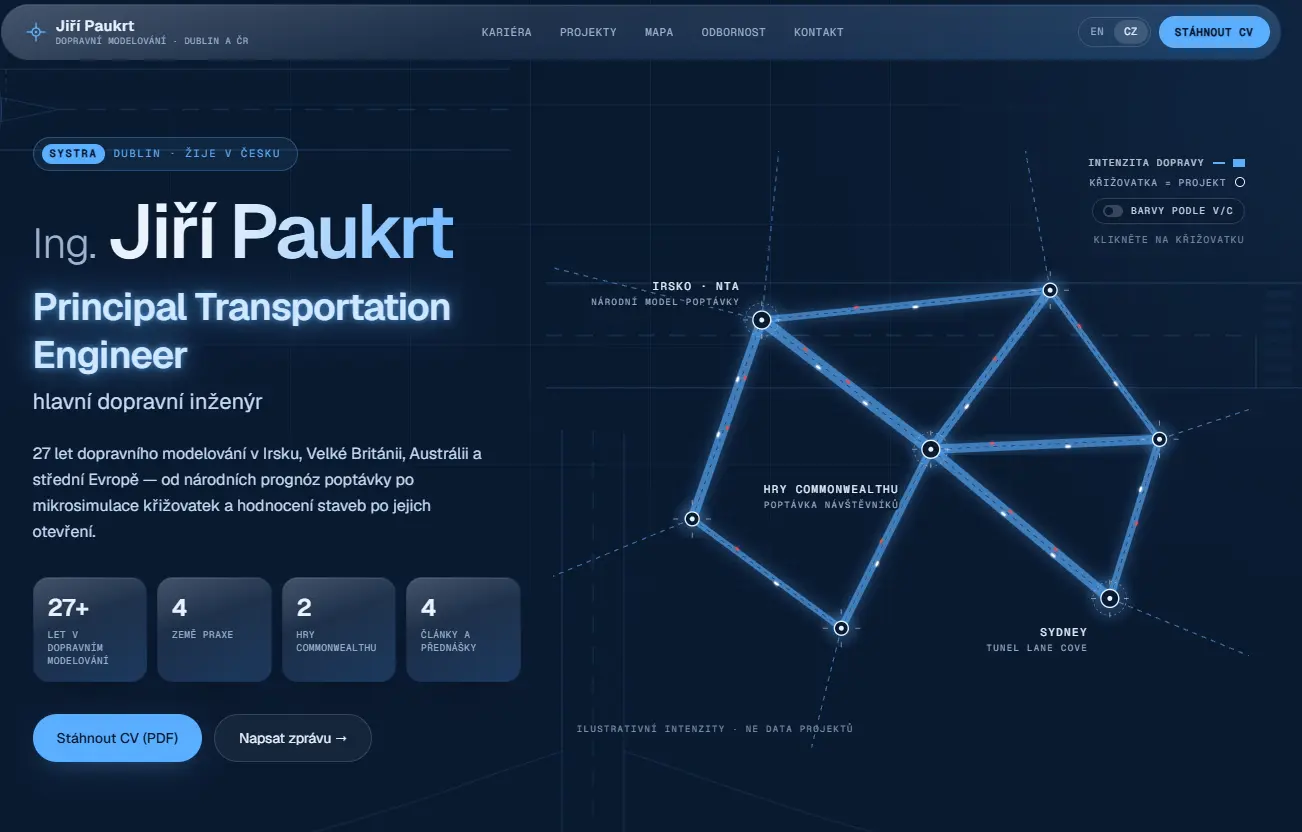 Jiří Paukrt
DOPRAVNÍ MODELOVÁNÍ · DUBLIN A ČR
KARIÉRA
PROJEKTY
MAPA
ODBORNOST
KONTAKT
EN
CZ
STÁHNOUT CV
SYSTRA
DUBLIN · ŽIJE V ČESKU
Ing. Jiří Paukrt
Principal Transportation
Engineer
hlavní dopravní inženýr
27 let dopravního modelování v Irsku, Velké Británii, Austrálii a
střední Evropě — od národních prognóz poptávky po
mikrosimulace křižovatek a hodnocení staveb po jejich
otevření.
27+
LET V
DOPRAVNÍM
MODELOVÁNÍ
4
ZEMĚ PRAXE
2
HRY
COMMONWEALTHU
4
ČLÁNKY A
PŘEDNÁŠKY
Stáhnout CV (PDF)
Napsat zprávu →
INTENZITA DOPRAVY
KŘIŽOVATKA = PROJEKT
BARVY PODLE V/C
KLIKNĚTE NA KŘIŽOVATKU
IRSKO · NTA
NÁRODNÍ MODEL POPTÁVKY
HRY COMMONWEALTHU
POPTÁVKA NÁVŠTĚVNÍKŮ
SYDNEY
TUNEL LANE COVE
ILUSTRATIVNÍ INTENZITY · NE DATA PROJEKTŮ